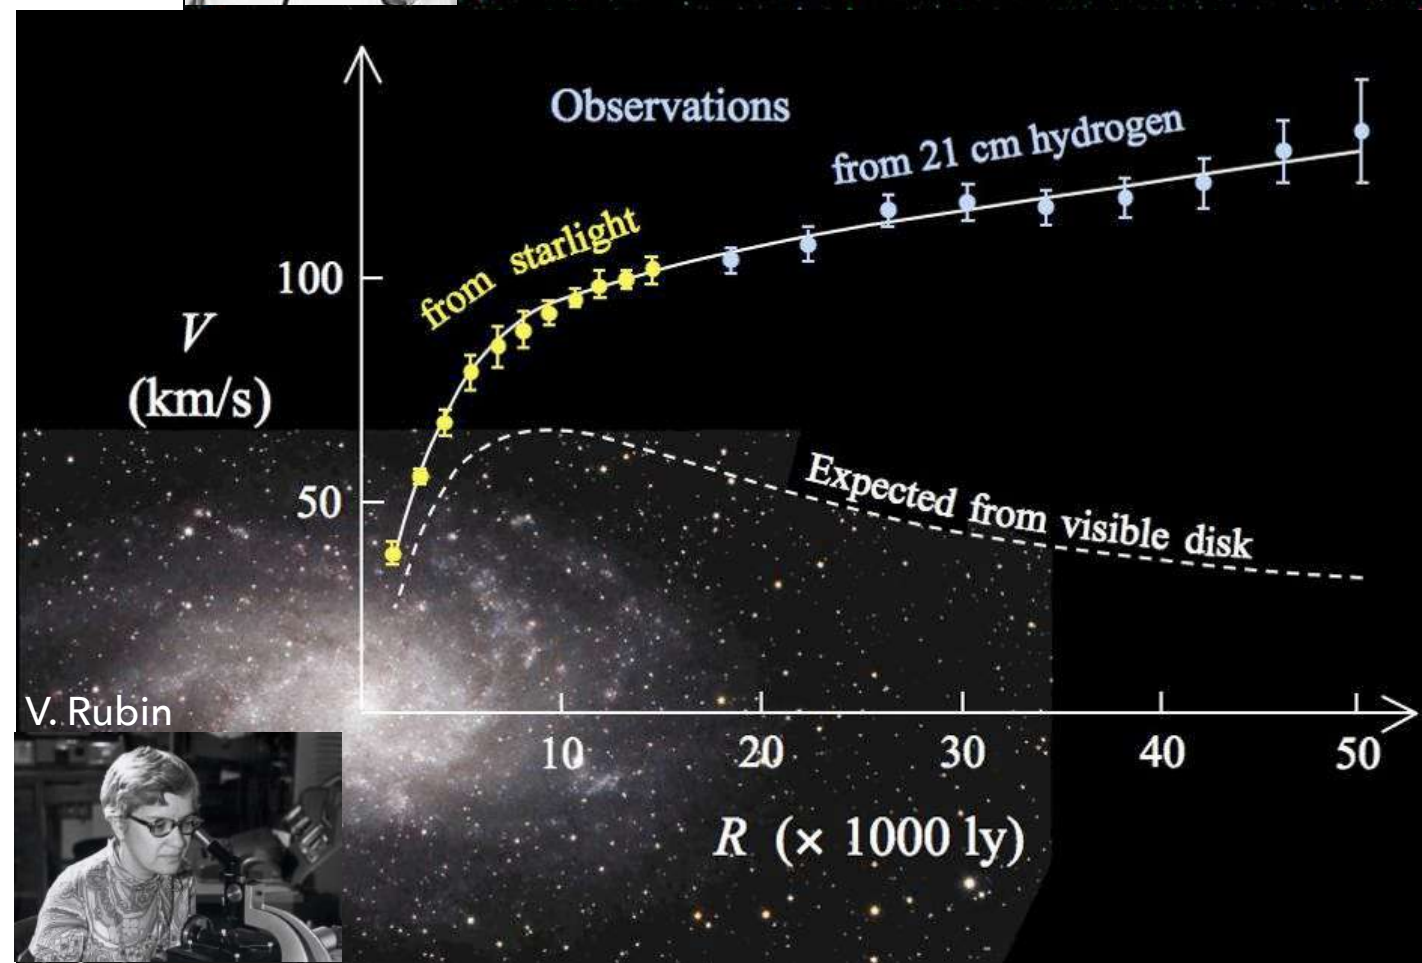 Observations
from 21 cm hydrogen
from starlight
100
V
(km/s)
50
Expected from visible disk
V. Rubin
10
20
30
40
50
R (× 1000 ly)